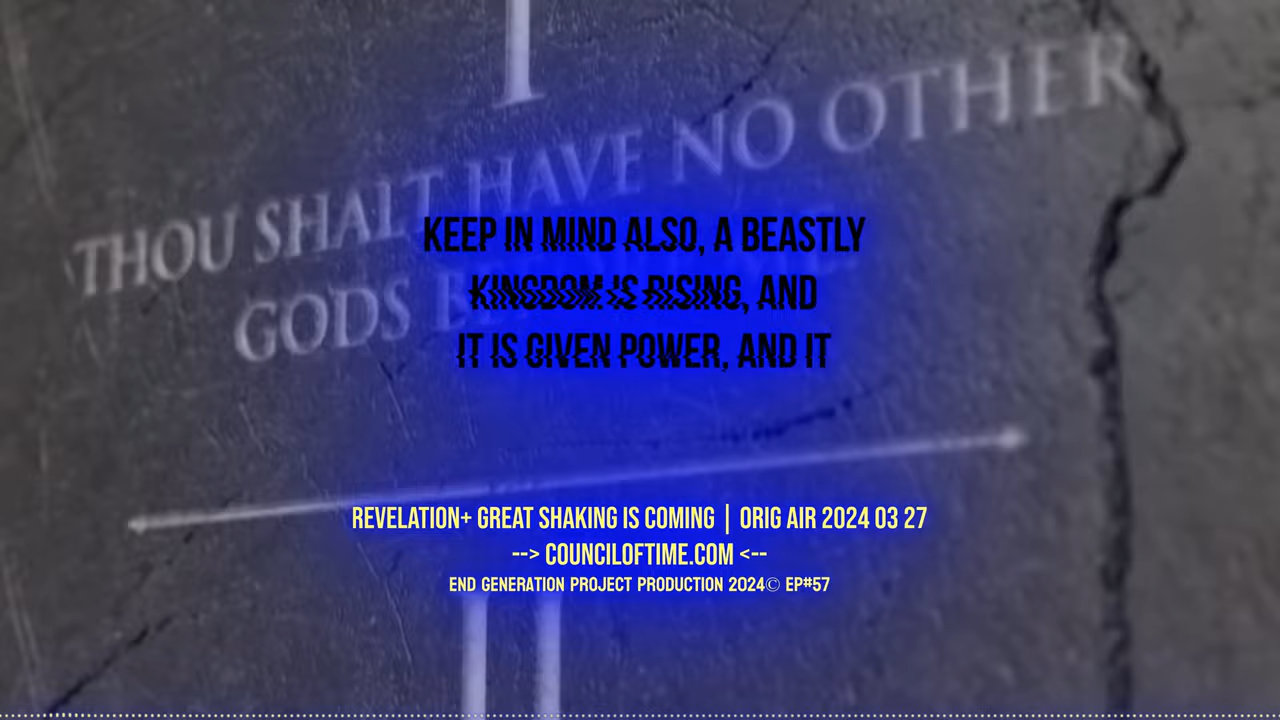 THOU SHALT HAVE NO OTHER
GODS
KEEP IN MIND ALSO, A BEASTLY
KINGDOM IS RISING, AND
IT IS GIVEN POWER, AND IT
REVELATION+ GREAT SHAKING IS COMING | ORIG AIR 2024 03 27
--> COUNCILOFTIME.COM <--
END GENERATION PROJECT PRODUCTION 2024© EP#57